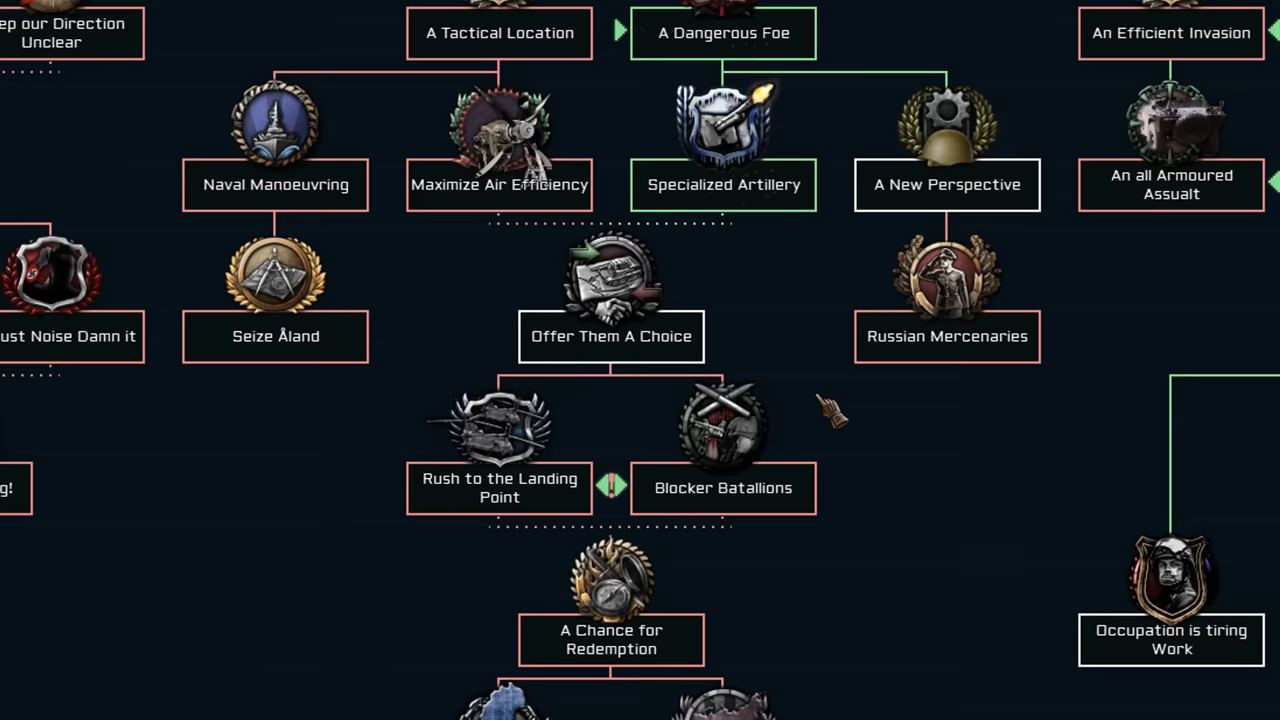 ep our Direction
Unclear
A Tactical Location
A Dangerous Foe
An Efficient Invasion
Naval Manoeuvring
Maximize Air Efficiency
Specialized Artillery
A New Perspective
An all Armoured
Assualt
ust Noise Damn it
Seize Åland
Offer Them A Choice
Russian Mercenaries
g!
Rush to the Landing
Point
Blocker Batallions
A Chance for
Redemption
Occupation is tiring
Work